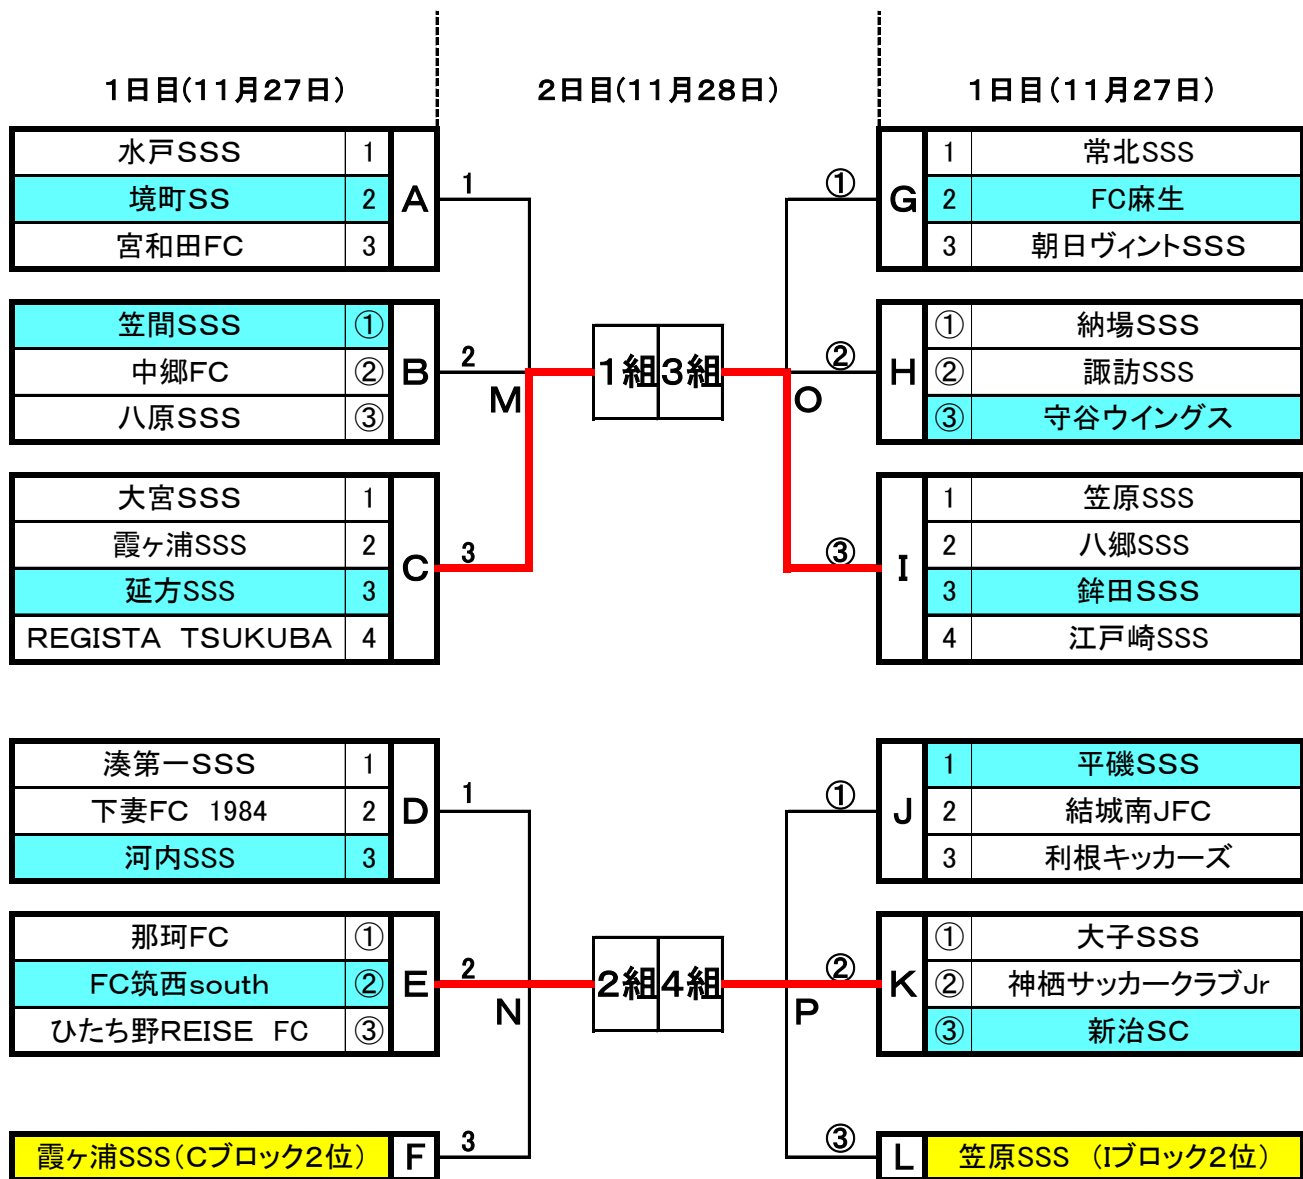 1日目(11月27日)
2日目(11月28日)
1日目(11月27日)
水戸SSS 1
境町SS 2
宮和田FC 3
A
1
笠間SSS ①
中郷FC ②
八原SSS ③
B
2
M
大宮SSS 1
霞ヶ浦SSS 2
延方SSS 3
REGISTA TSUKUBA 4
C
3
1組 3組
①
G
1 常北SSS
2 FC麻生
3 朝日ヴィントSSS
②
O
H
① 納場SSS
②諏訪SSS
③ 守谷ウイングス
③
I
1 笠原SSS
2 八郷SSS
3 鉾田SSS
4 江戸崎SSS
湊第一SSS 1
下妻FC 1984 2
河内SSS 3
D
1
那珂FC ①
FC筑西south ②
ひたち野REISE FC ③
E
2
N
霞ヶ浦SSS(Cブロック2位) F
3
2組 4組
①
J
1 平磯SSS
2 結城南JFC
3 利根キッカーズ
②
P
K
① 大子SSS
② 神栖サッカークラブJr
③ 新治SC
③
L 笠原SSS (Iブロック2位)